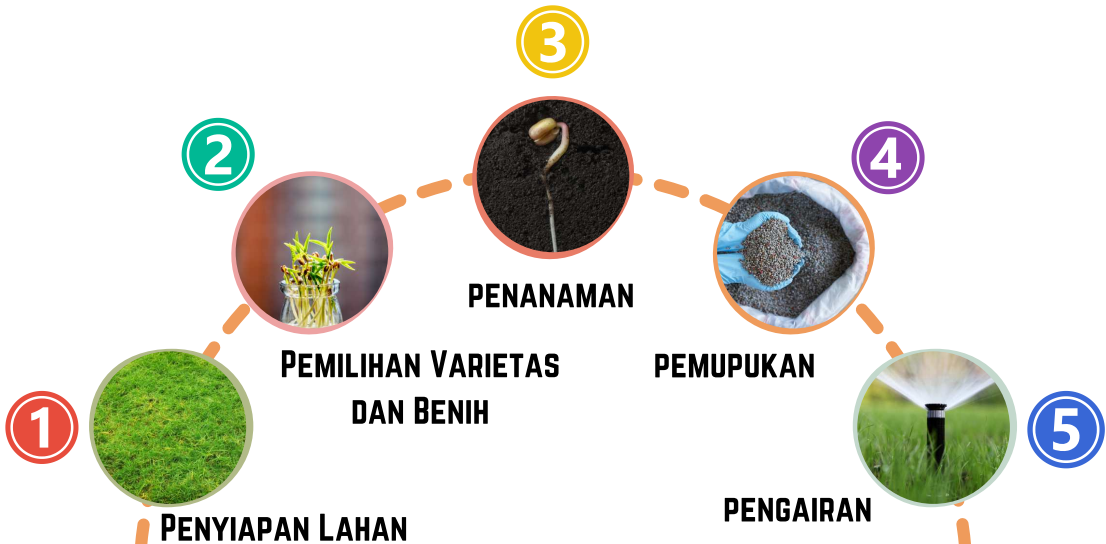 1
PENYIAPAN LAHAN
2
PEMILIHAN VARIETAS
DAN BENIH
3
PENANAMAN
4
PEMUPUKAN
5
PENGAIRAN